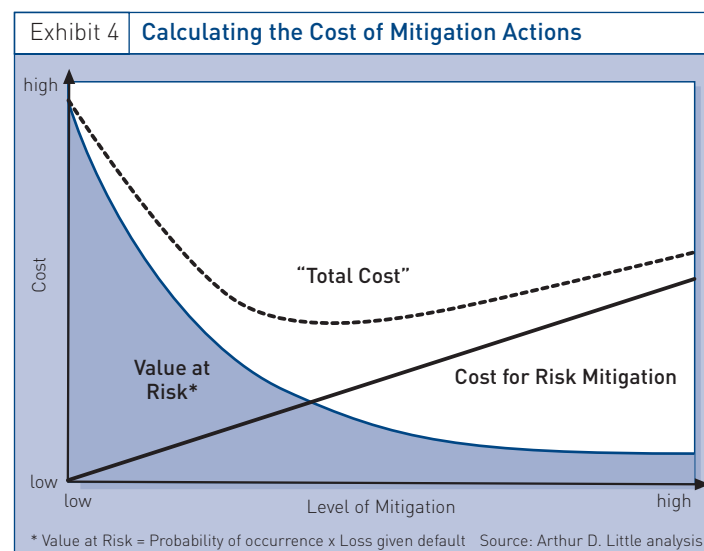 Exhibit 4 Calculating the Cost of Mitigation Actions
high
Cost
"Total Cost"
Value at
Risk*
Cost for Risk Mitigation
low
low
Level of Mitigation
high
* Value at Risk = Probability of occurrence x Loss given default Source: Arthur D. Little analysis